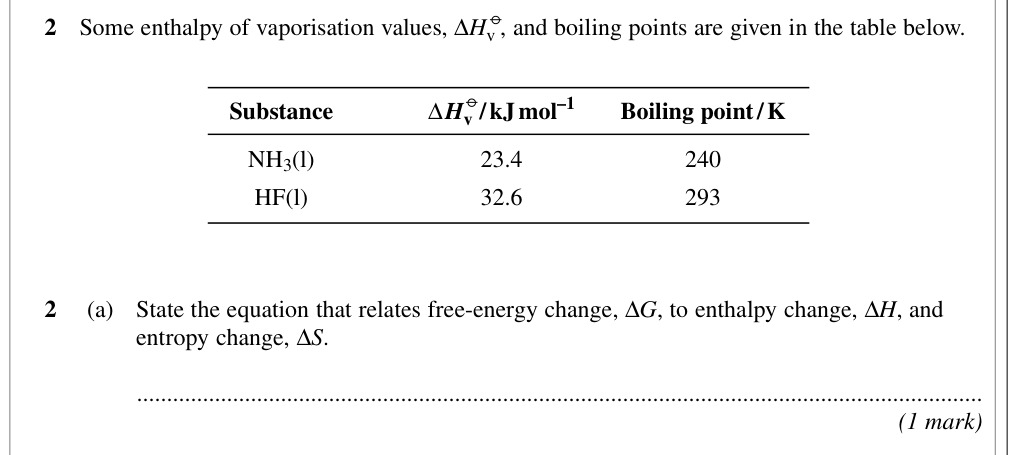 2 Some enthalpy of vaporisation values, ΔHᵥ⦵, and boiling points are given in the table below.
Substance ΔHᵥ⦵/kJ mol⁻¹ Boiling point/K
NH₃(l) 23.4 240
HF(l) 32.6 293
2 (a) State the equation that relates free-energy change, ΔG, to enthalpy change, ΔH, and
entropy change, ΔS.
(1 mark)